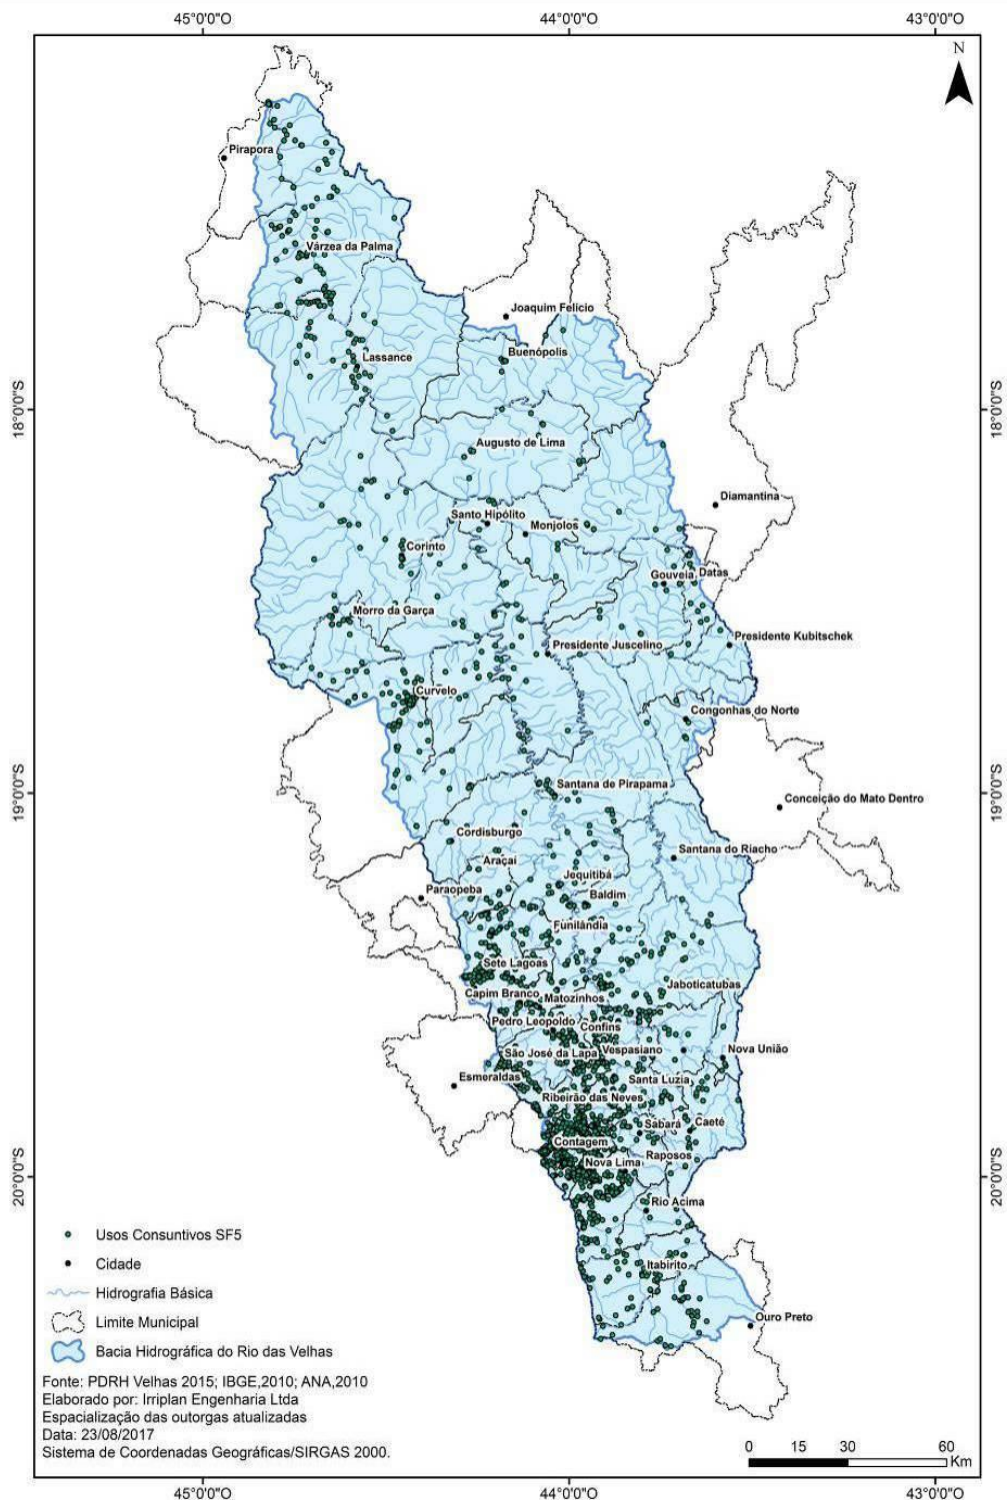 45°0'0"O 44°0'0"O 43°0'0"O
N
Pirapora
Várzea da Palma
Joaquim Felício
Buenópolis
Lassance
18°0'0"S 18°0'0"S
Augusto de Lima
Diamantina
Santo Hipólito
Monjolos
Corinto
Gouveia Datas
Morro da Garça
Presidente Kubitschek
Presidente Juscelino
Curvelo
Congonhas do Norte
19°0'0"S 19°0'0"S
Santana de Pirapama
Conceição do Mato Dentro
Cordisburgo
Santana do Riacho
Araçaí
Jequitibá
Paraopeba
Baldim
Funilândia
Sete Lagoas
Jaboticatubas
Capim Branco Matozinhos
Pedro Leopoldo Confins
São José da Lapa Vespasiano
Nova União
Esmeraldas
Santa Luzia
Ribeirão das Neves
Sabará Caeté
Contagem
Raposos
Nova Lima
20°0'0"S 20°0'0"S
Rio Acima
Itabirito
Ouro Preto
Usos Consuntivos SF5
Cidade
Hidrografia Básica
Limite Municipal
Bacia Hidrográfica do Rio das Velhas
Fonte: PDRH Velhas 2015; IBGE,2010; ANA,2010
Elaborado por: Irriplan Engenharia Ltda
Espacialização das outorgas atualizadas
Data: 23/08/2017
Sistema de Coordenadas Geográficas/SIRGAS 2000.
0 15 30 60
Km
45°0'0"O 44°0'0"O 43°0'0"O